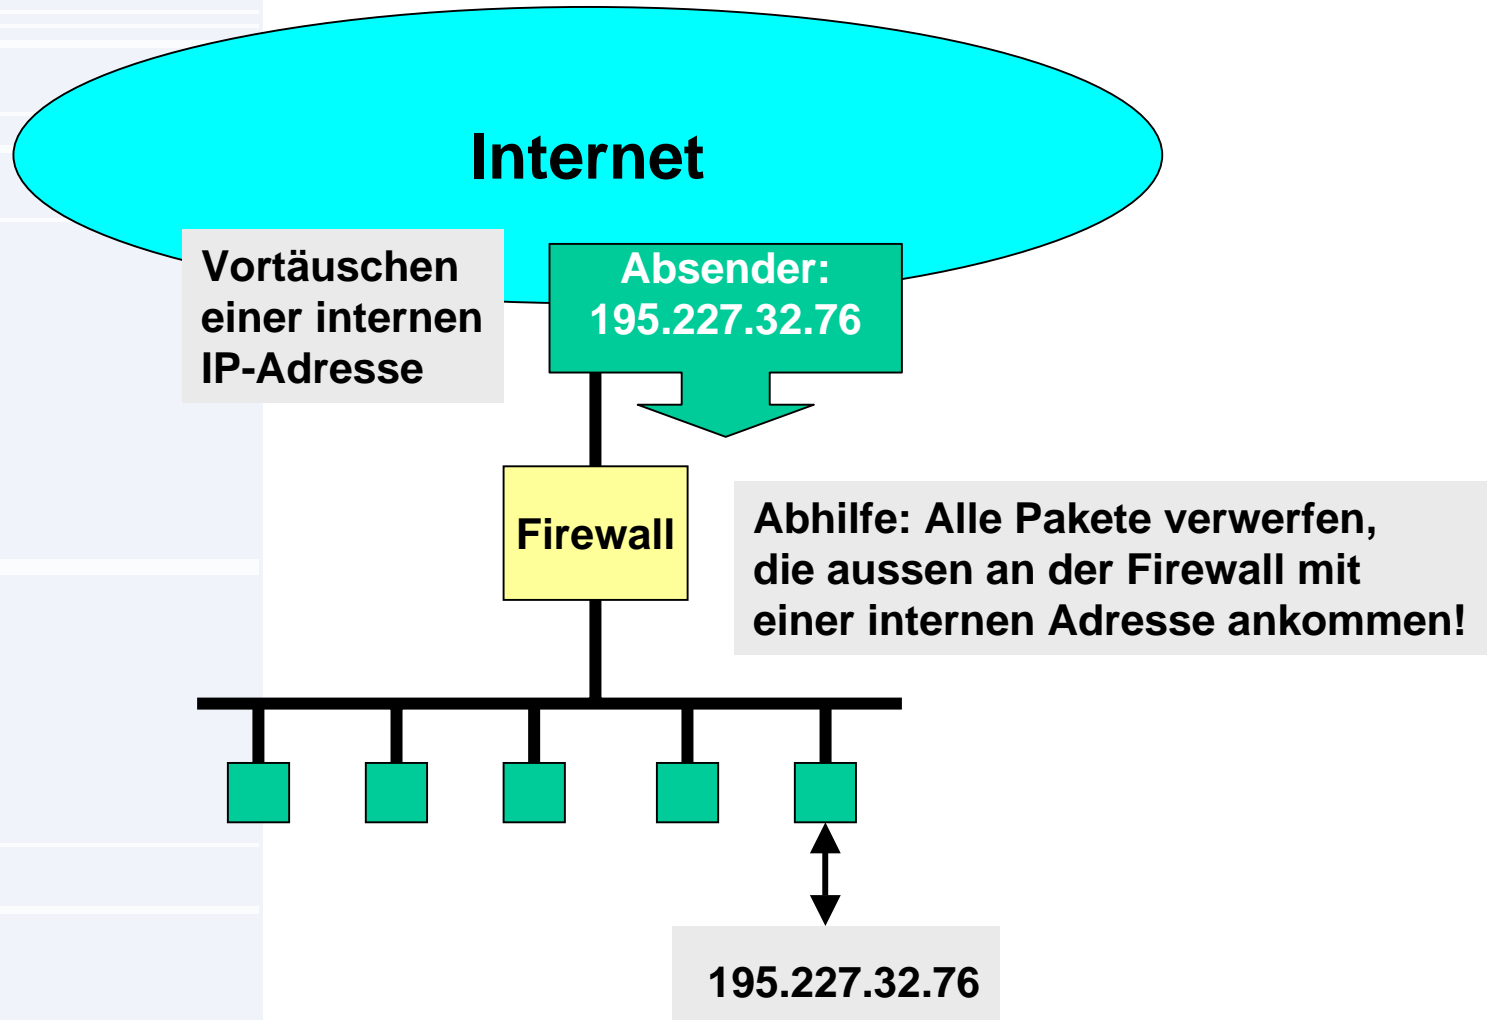 Internet
Vortäuschen
einer internen
IP-Adresse
Absender:
195.227.32.76
Firewall
Abhilfe: Alle Pakete verwerfen,
die aussen an der Firewall mit
einer internen Adresse ankommen!
195.227.32.76